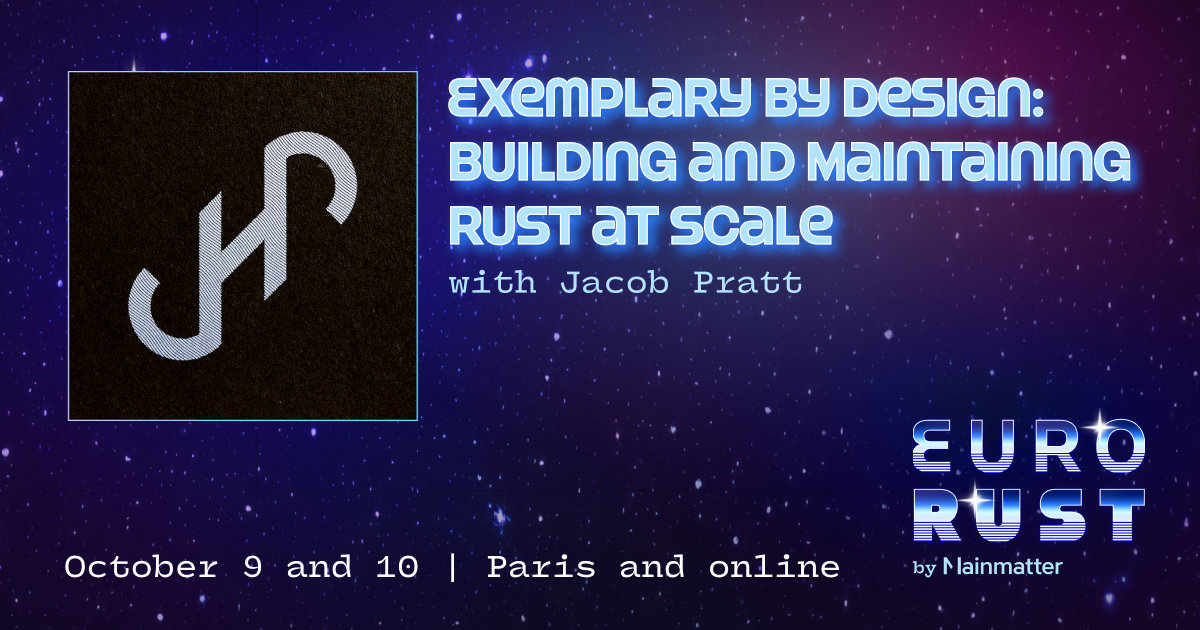 Exemplary by Design:
Building and Maintaining
Rust at Scale
with Jacob Pratt
EURO
RUST
by Mainmatter
October 9 and 10 | Paris and online